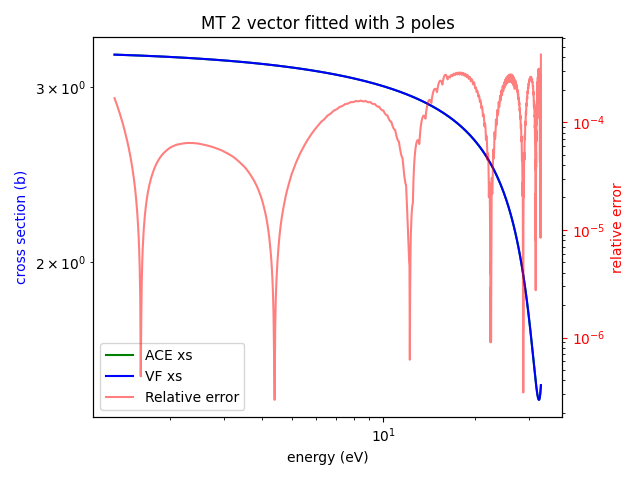 MT 2 vector fitted with 3 poles
3 × 10⁰
2 × 10⁰
cross section (b)
10⁻⁴
10⁻⁵
10⁻⁶
relative error
ACE xs
VF xs
Relative error
10¹
energy (eV)